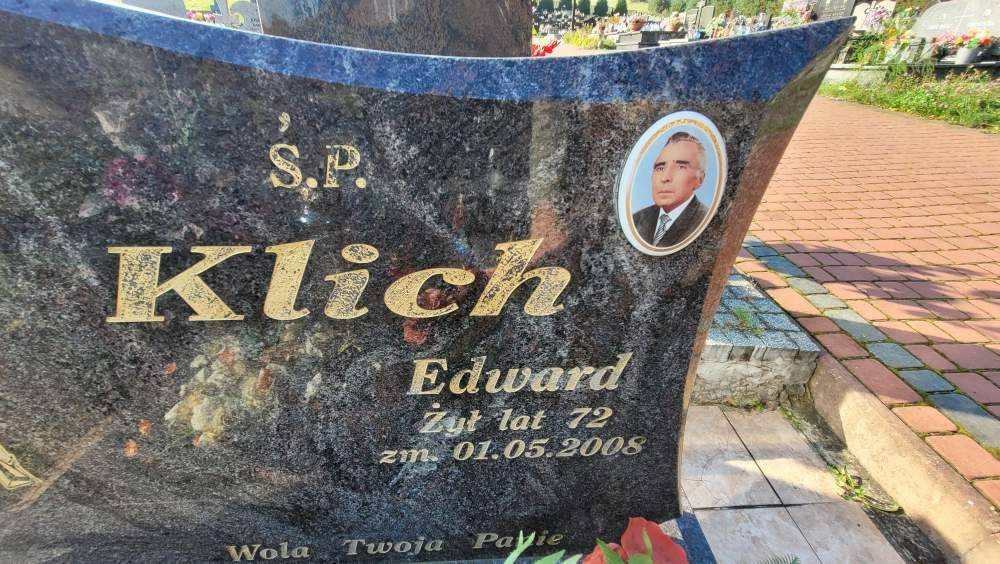 Ś.P.
Klich
Edward
Żył lat 72
zm. 01.05.2008
Wola Twoja Panie